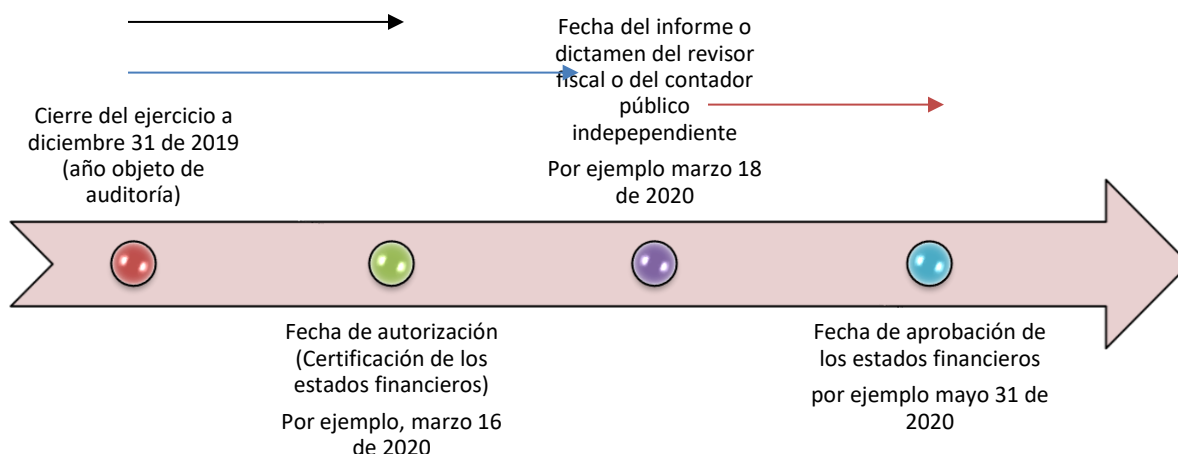 Cierre del ejercicio a
diciembre 31 de 2019
(año objeto de
auditoría)
Fecha de autorización
(Certificación de los
estados financieros)
Por ejemplo, marzo 16
de 2020
Fecha del informe o
dictamen del revisor
fiscal o del contador
público
indepependiente
Por ejemplo marzo 18
de 2020
Fecha de aprobación de
los estados financieros
por ejemplo mayo 31 de
2020